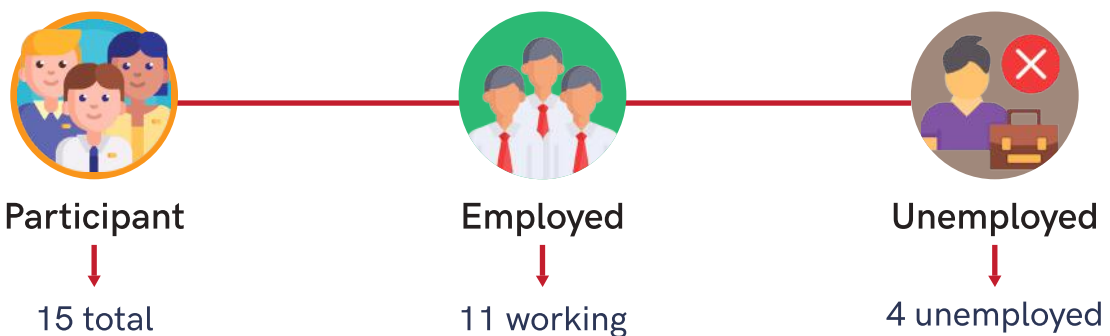 Participant
Employed
Unemployed
15 total
11 working
4 unemployed